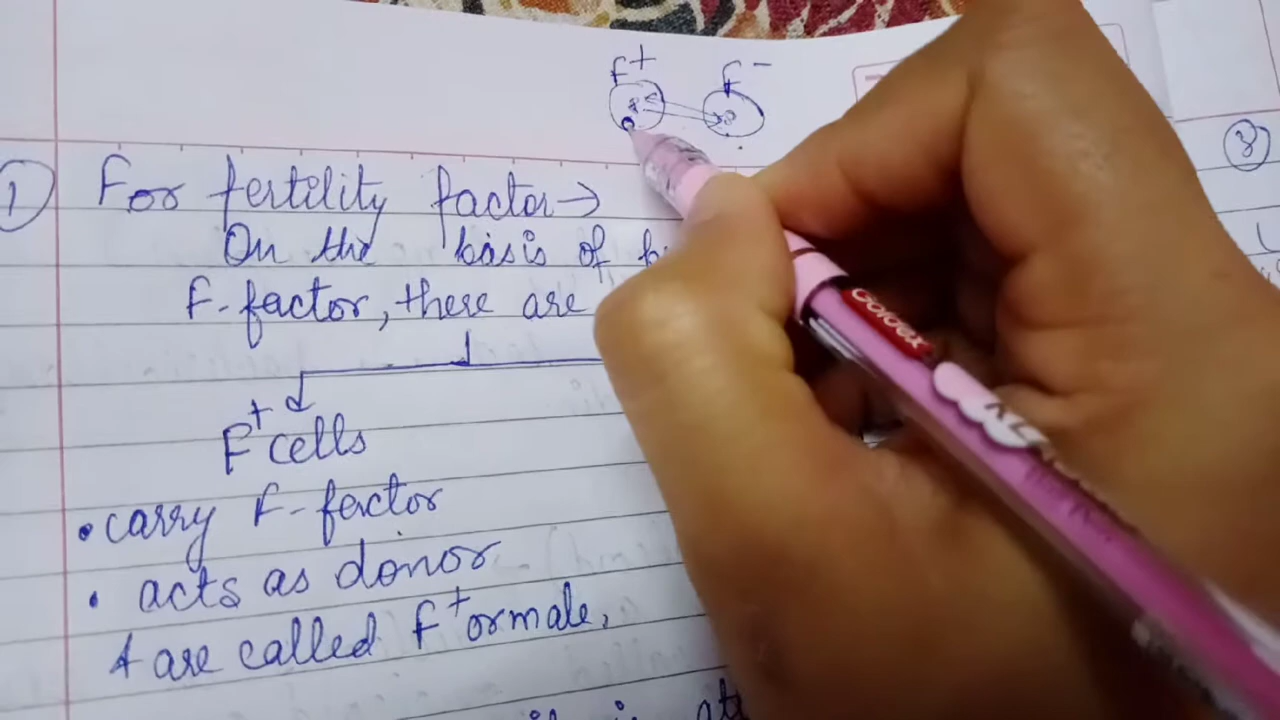 F+ F-
1 For fertility factor→
On the basis of
F-factor, there are
F+ cells
• carry F-factor
• acts as donor
& are called F+ or male,
8
Goldex